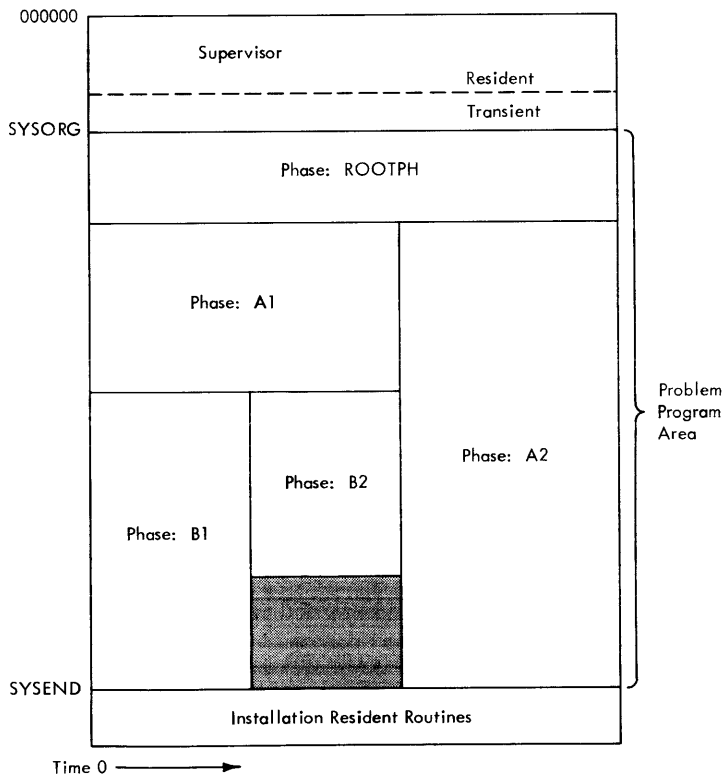 000000
Supervisor
Resident
Transient
SYSORG
Phase: ROOTPH
Phase: A1
Problem
Program
Area
Phase: A2
Phase: B2
Phase: B1
SYSEND
Installation Resident Routines
Time 0